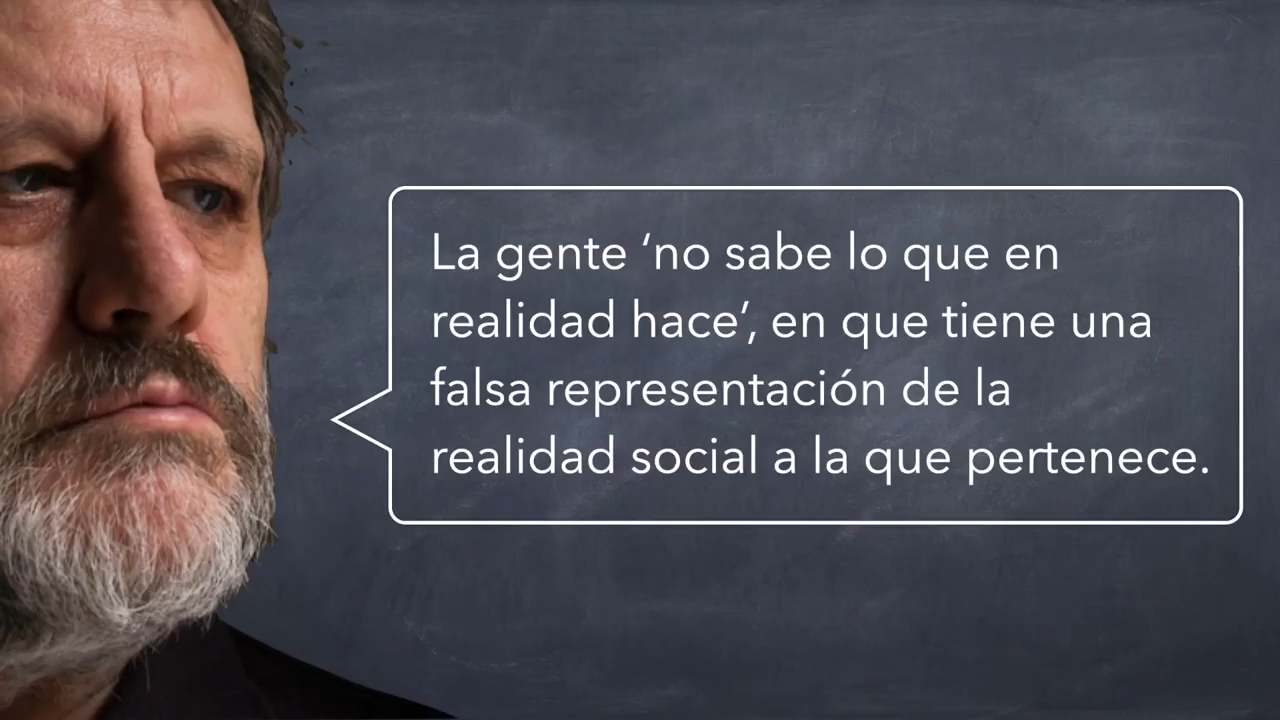 La gente ‘no sabe lo que en
realidad hace’, en que tiene una
falsa representación de la
realidad social a la que pertenece.